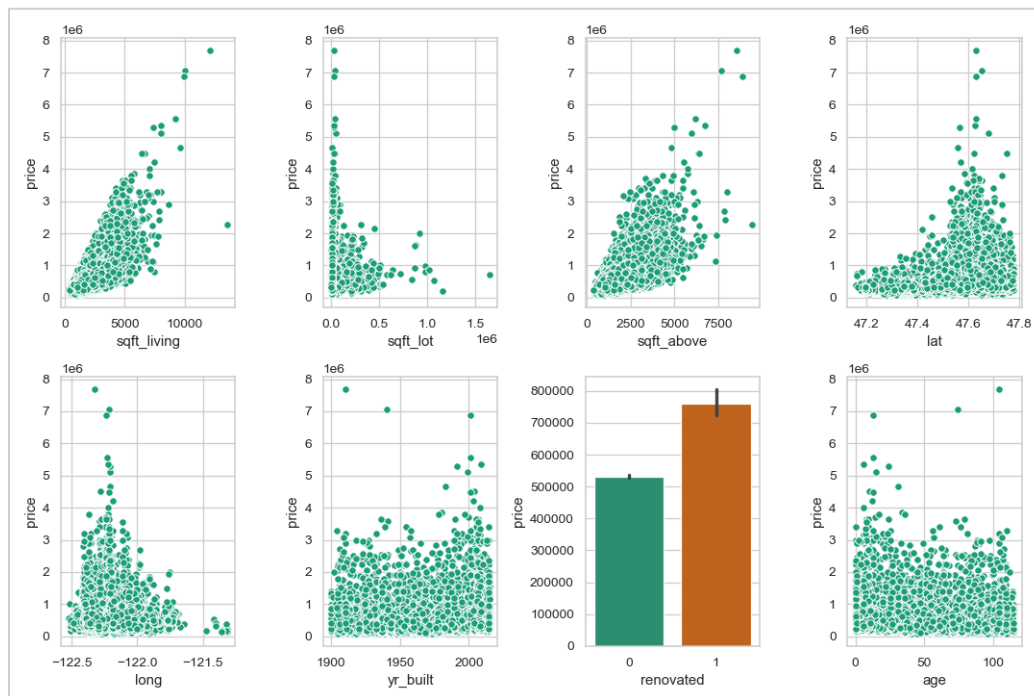 1e6
8
7
6
5
4
3
2
1
0
price
0 5000 10000
sqft_living
1e6
8
7
6
5
4
3
2
1
0
price
0.0 0.5 1.0 1.5
1e6
sqft_lot
1e6
8
7
6
5
4
3
2
1
0
price
0 2500 5000 7500
sqft_above
1e6
8
7
6
5
4
3
2
1
0
price
47.2 47.4 47.6 47.8
lat
1e6
8
7
6
5
4
3
2
1
0
price
−122.5 −122.0 −121.5
long
1e6
8
7
6
5
4
3
2
1
0
price
1900 1950 2000
yr_built
800000
700000
600000
500000
400000
300000
200000
100000
0
price
0 1
renovated
1e6
8
7
6
5
4
3
2
1
0
price
0 50 100
age